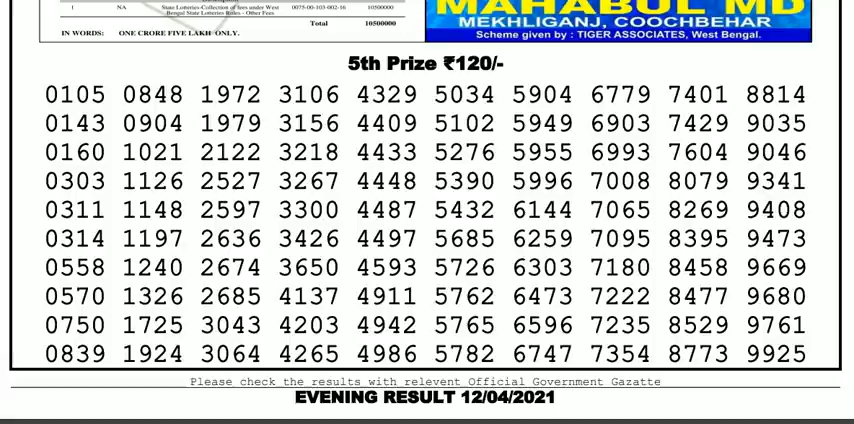 1 NA State Lotteries-Collection of fees under West 0075-00-103-002-16 10500000
Bengal State Lotteries Rules - Other Fees
Total 10500000
IN WORDS: ONE CRORE FIVE LAKH ONLY.
MAHABUL MD
MEKHLIGANJ, COOCHBEHAR
Scheme given by : TIGER ASSOCIATES, West Bengal.
5th Prize ₹120/-
0105 0848 1972 3106 4329 5034 5904 6779 7401 8814
0143 0904 1979 3156 4409 5102 5949 6903 7429 9035
0160 1021 2122 3218 4433 5276 5955 6993 7604 9046
0303 1126 2527 3267 4448 5390 5996 7008 8079 9341
0311 1148 2597 3300 4487 5432 6144 7065 8269 9408
0314 1197 2636 3426 4497 5685 6259 7095 8395 9473
0558 1240 2674 3650 4593 5726 6303 7180 8458 9669
0570 1326 2685 4137 4911 5762 6473 7222 8477 9680
0750 1725 3043 4203 4942 5765 6596 7235 8529 9761
0839 1924 3064 4265 4986 5782 6747 7354 8773 9925
Please check the results with relevent Official Government Gazatte
EVENING RESULT 12/04/2021